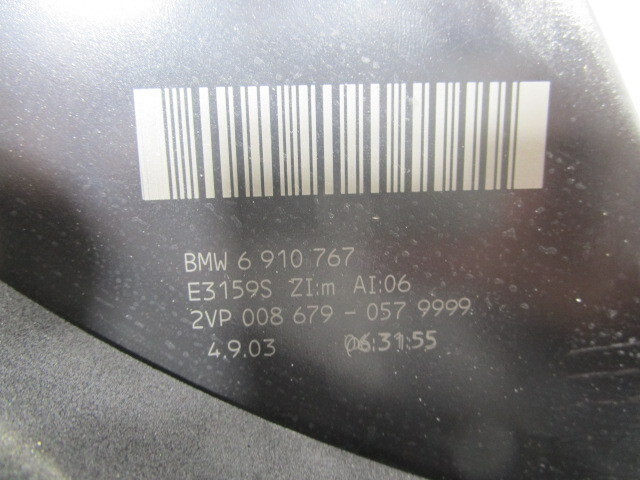 BMW 6 910 767
E3159S ZI:m AI:06
2VP 008 679 - 057 9999
4.9.03 06:31:55